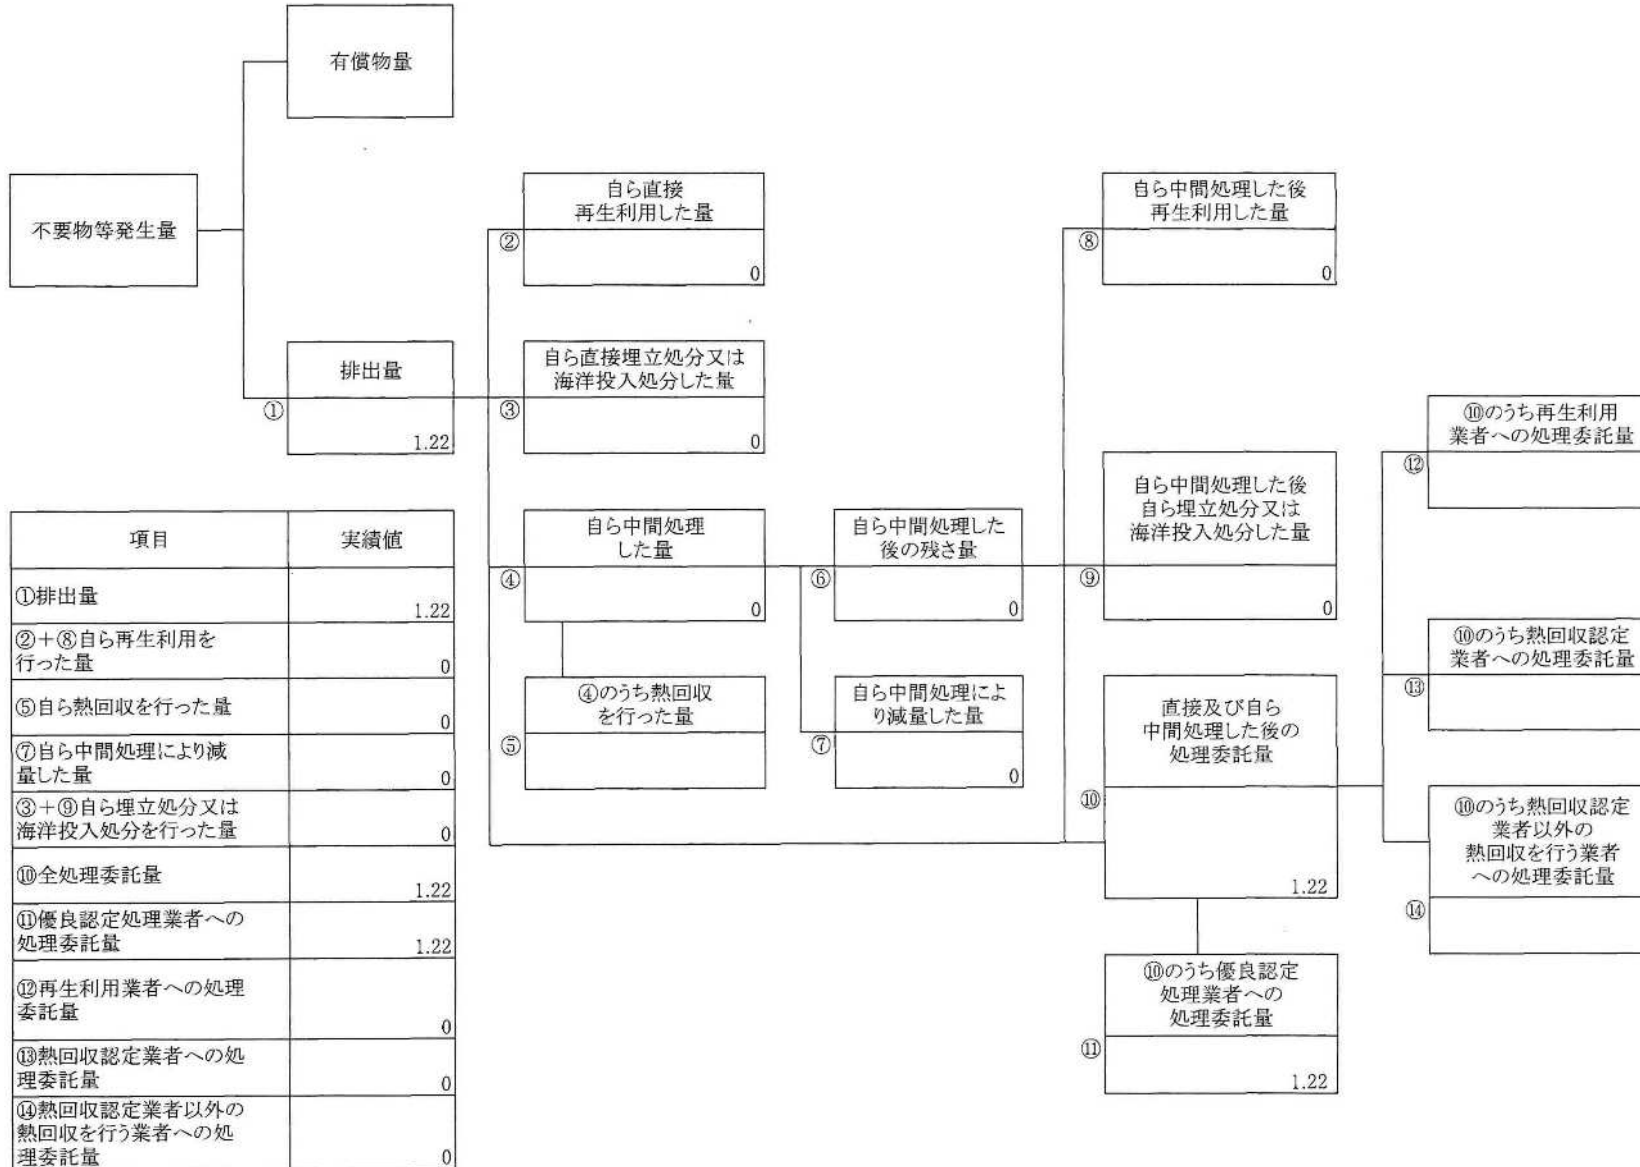 有償物量
不要物等発生量
自ら直接
再生利用した量
②
0
自ら中間処理した後
再生利用した量
⑧
0
排出量
①
1.22
自ら直接埋立処分又は
海洋投入処分した量
③
0
自ら中間処理
した量
④
0
自ら中間処理した
後の残さ量
⑥
0
自ら中間処理した後
自ら埋立処分又は
海洋投入処分した量
⑨
0
④のうち熱回収
を行った量
⑤
自ら中間処理によ
り減量した量
⑦
0
直接及び自ら
中間処理した後の
処理委託量
⑩
1.22
⑩のうち優良認定
処理業者への
処理委託量
⑪
1.22
⑩のうち再生利用
業者への処理委託量
⑫
⑩のうち熱回収認定
業者への処理委託量
⑬
⑩のうち熱回収認定
業者以外の
熱回収を行う業者
への処理委託量
⑭
項目 実績値
①排出量 1.22
②+⑧自ら再生利用を
行った量 0
⑤自ら熱回収を行った量 0
⑦自ら中間処理により減
量した量 0
③+⑨自ら埋立処分又は
海洋投入処分を行った量 0
⑩全処理委託量 1.22
⑪優良認定処理業者への
処理委託量 1.22
⑫再生利用業者への処理
委託量 0
⑬熱回収認定業者への処
理委託量 0
⑭熱回収認定業者以外の
熱回収を行う業者への処
理委託量 0